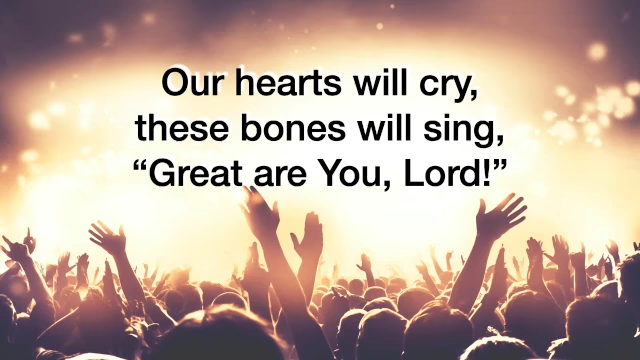 Our hearts will cry,
these bones will sing,
“Great are You, Lord!”